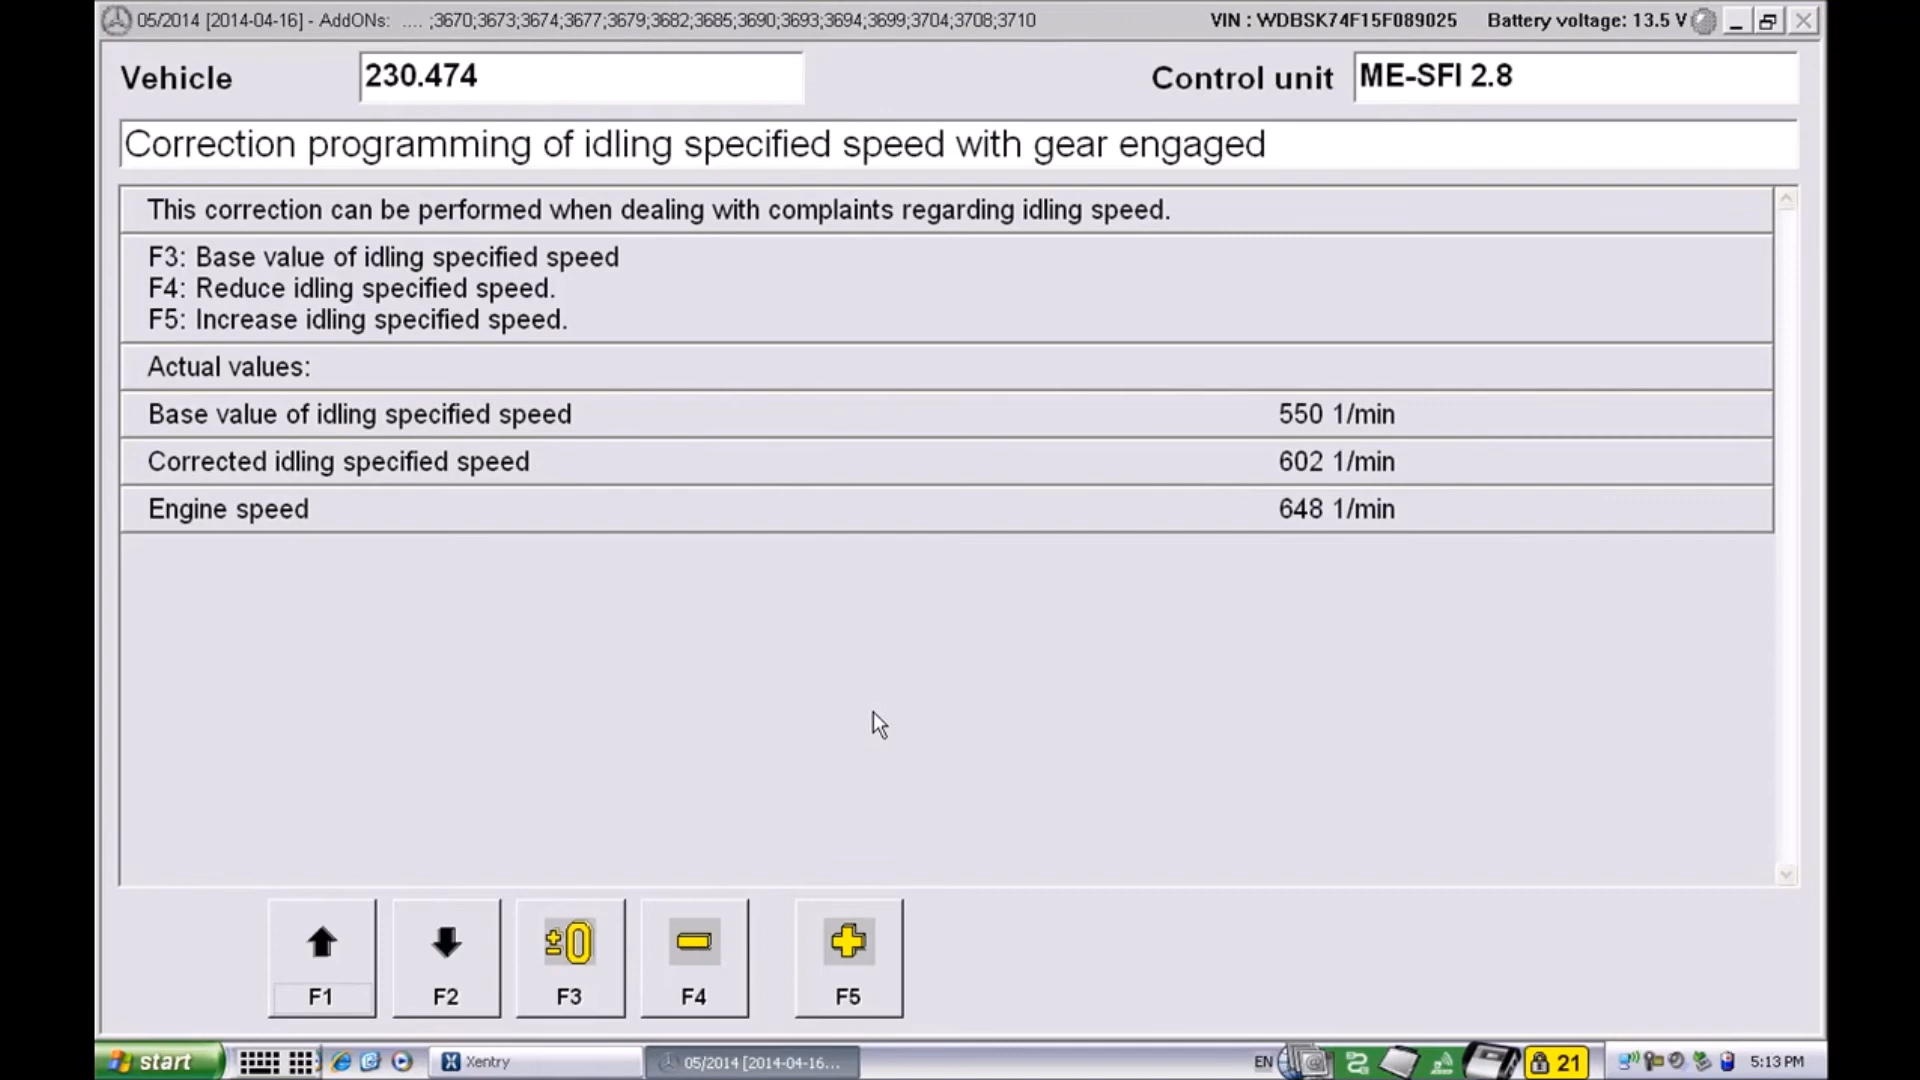 05/2014 [2014-04-16] - AddONs: .... ;3670;3673;3674;3677;3679;3682;3685;3690;3693;3694;3699;3704;3708;3710 VIN : WDBSK74F15F089025 Battery voltage: 13.5 V
Vehicle 230.474 Control unit ME-SFI 2.8
Correction programming of idling specified speed with gear engaged
This correction can be performed when dealing with complaints regarding idling speed.
F3: Base value of idling specified speed
F4: Reduce idling specified speed.
F5: Increase idling specified speed.
Actual values:
Base value of idling specified speed 550 1/min
Corrected idling specified speed 602 1/min
Engine speed 648 1/min
±0
F1 F2 F3 F4 F5
start X Xentry 05/2014 [2014-04-16... EN 21 5:13 PM